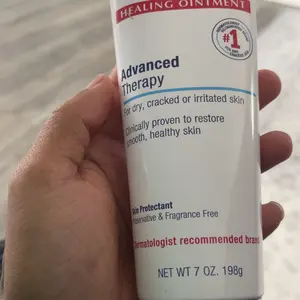 HEALING OINTMENT
#1
Advanced
Therapy
For dry, cracked or irritated skin
Clinically proven to restore
smooth, healthy skin
Skin Protectant
Preservative & Fragrance Free
Dermatologist recommended brand
NET WT 7 OZ. 198g